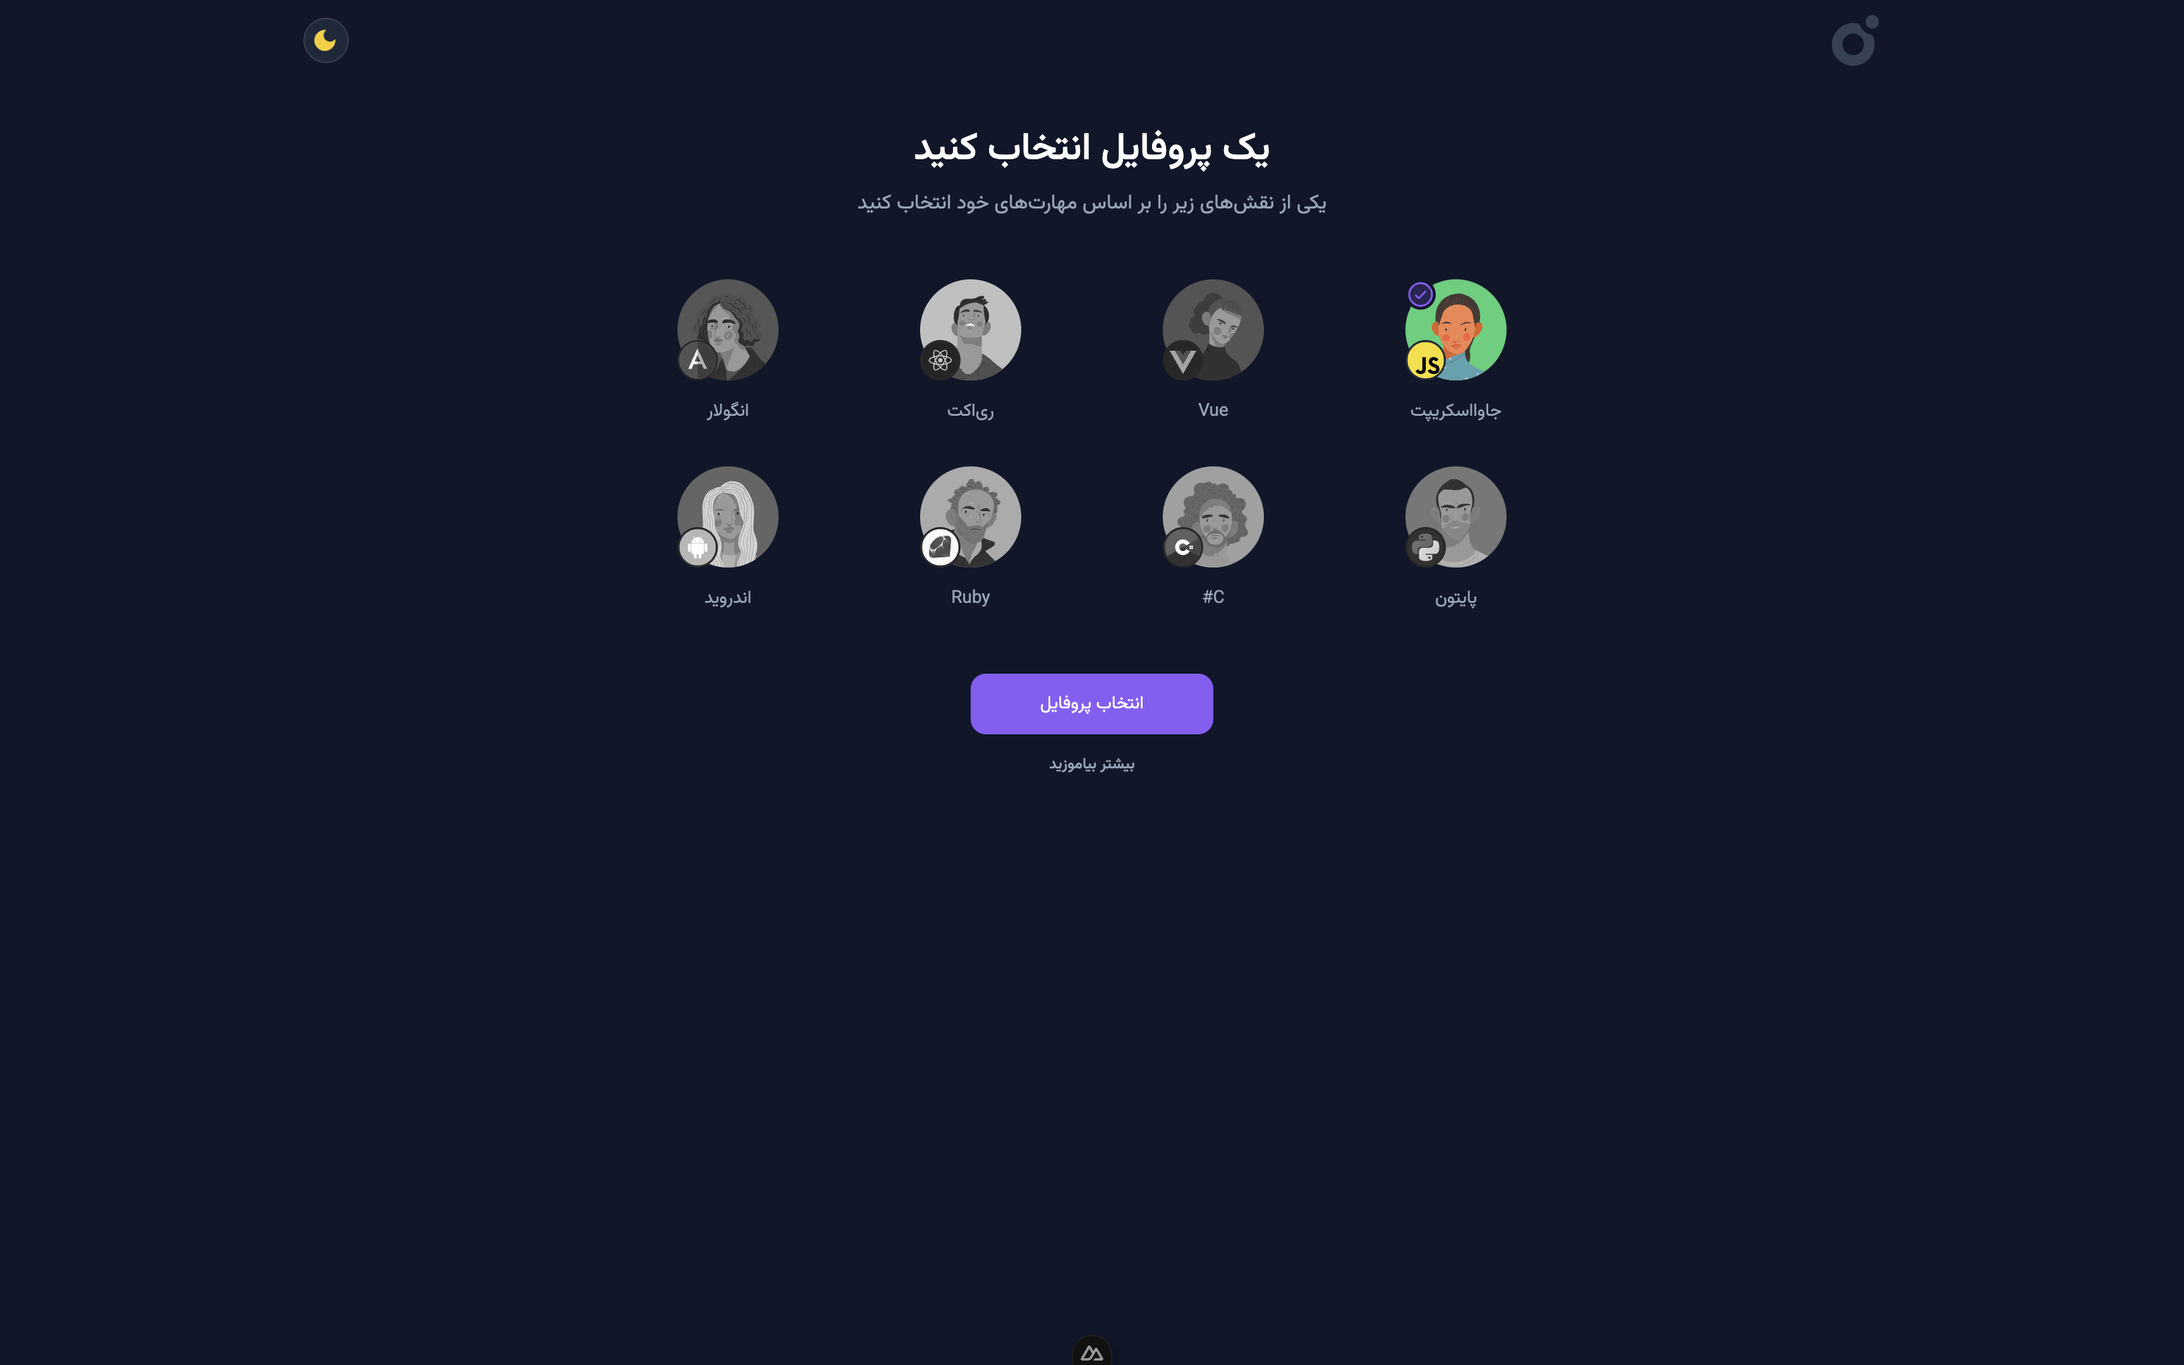 یک پروفایل انتخاب کنید
یکی از نقش‌های زیر را بر اساس مهارت‌های خود انتخاب کنید
JS
جاوااسکریپت
Vue
ری‌اکت
انگولار
پایتون
#C
Ruby
اندروید
انتخاب پروفایل
بیشتر بیاموزید